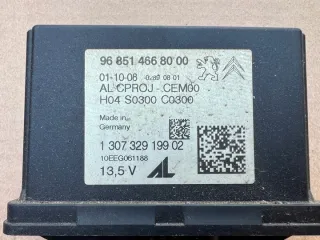 96 851 466 80 00
01-10-08
AL CPROJ - CEM00
H04 S0300 C0300
Made in
Germany
1 307 329 199 02
10EEG061188
13,5 V AL